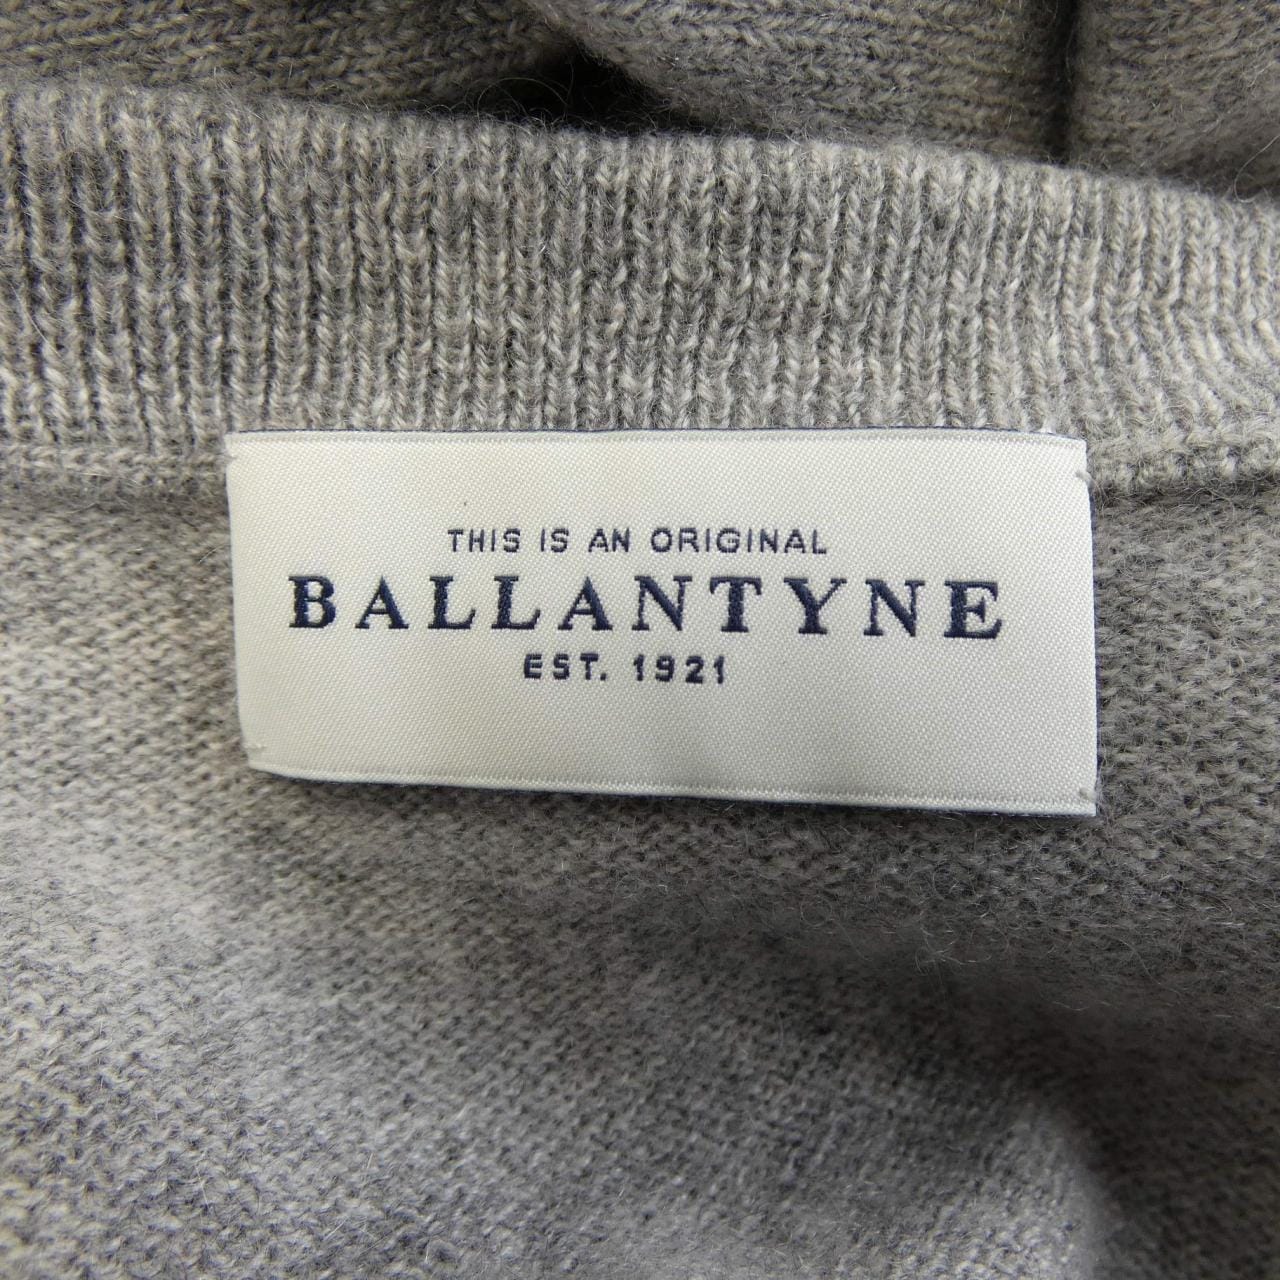 THIS IS AN ORIGINAL
BALLANTYNE
EST. 1921